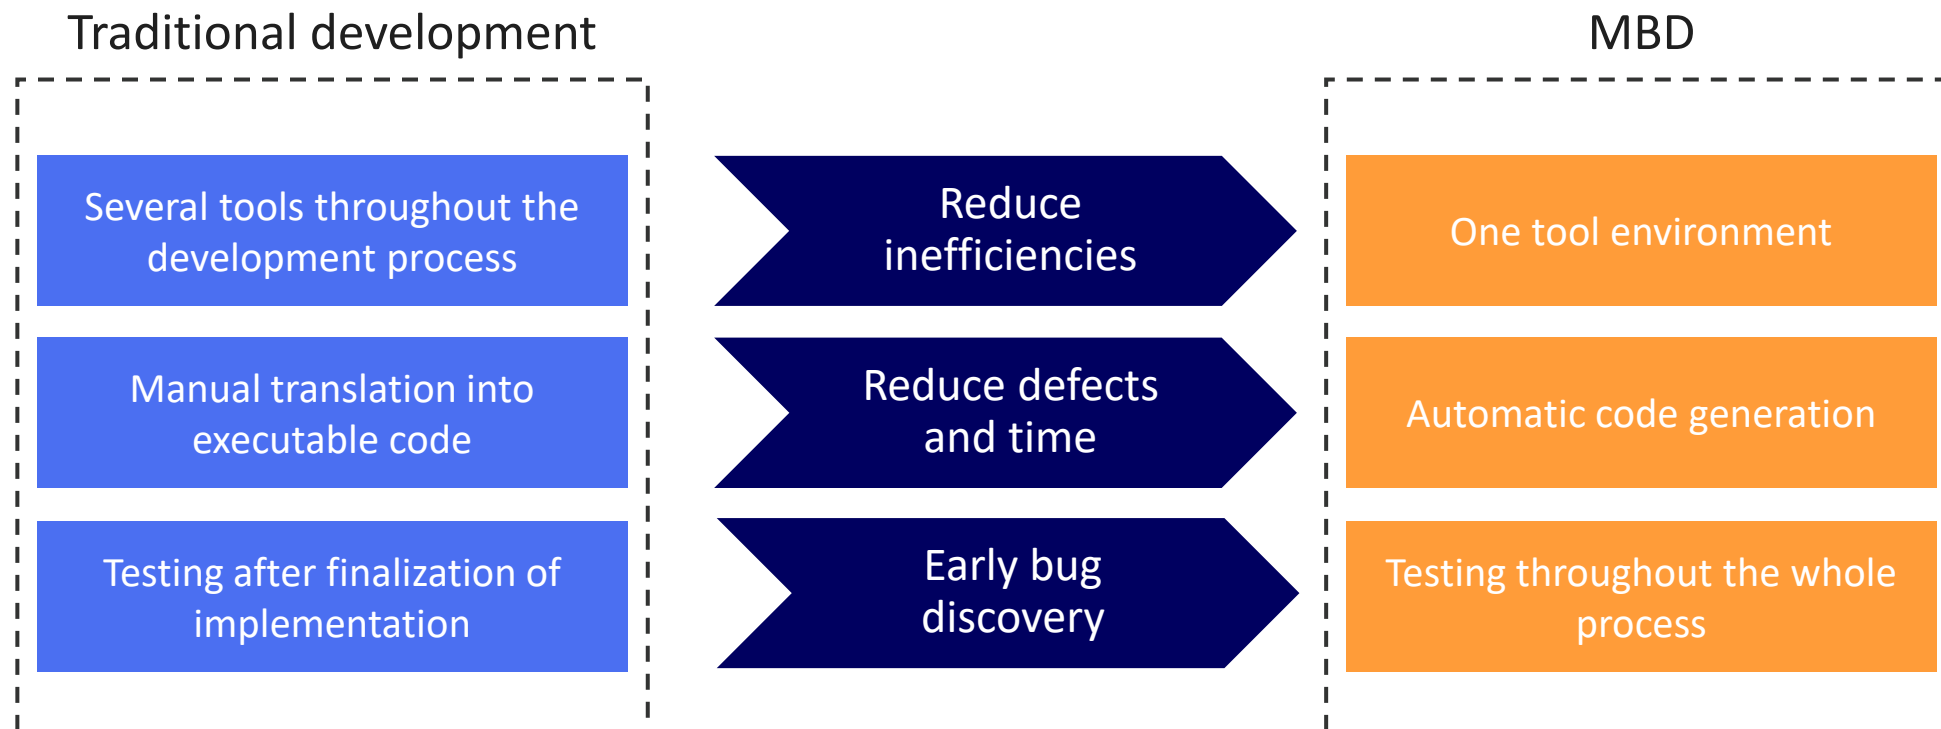 Traditional development
MBD
Several tools throughout the
development process
Reduce
inefficiencies
One tool environment
Manual translation into
executable code
Reduce defects
and time
Automatic code generation
Testing after finalization of
implementation
Early bug
discovery
Testing throughout the whole
process